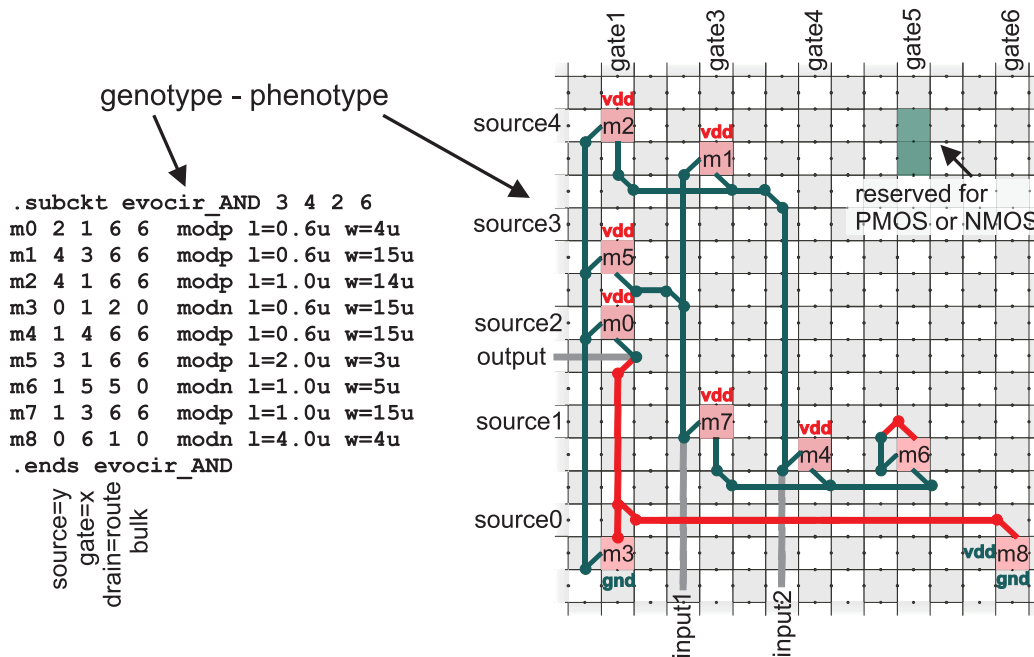 genotype - phenotype
.subckt evocir_AND 3 4 2 6
m0 2 1 6 6 modp l=0.6u w=4u
m1 4 3 6 6 modp l=0.6u w=15u
m2 4 1 6 6 modp l=1.0u w=14u
m3 0 1 2 0 modn l=0.6u w=15u
m4 1 4 6 6 modp l=0.6u w=15u
m5 3 1 6 6 modp l=2.0u w=3u
m6 1 5 5 0 modn l=1.0u w=5u
m7 1 3 6 6 modp l=1.0u w=15u
m8 0 6 1 0 modn l=4.0u w=4u
.ends evocir_AND
source=y
gate=x
drain=route
bulk
gate1
gate3
gate4
gate5
gate6
source4
vdd
m2
vdd
m1
reserved for
PMOS or NMOS
source3
vdd
m5
vdd
source2
m0
output
vdd
source1
m7
vdd
m4
m6
source0
m3
gnd
vdd
m8
gnd
input1
input2